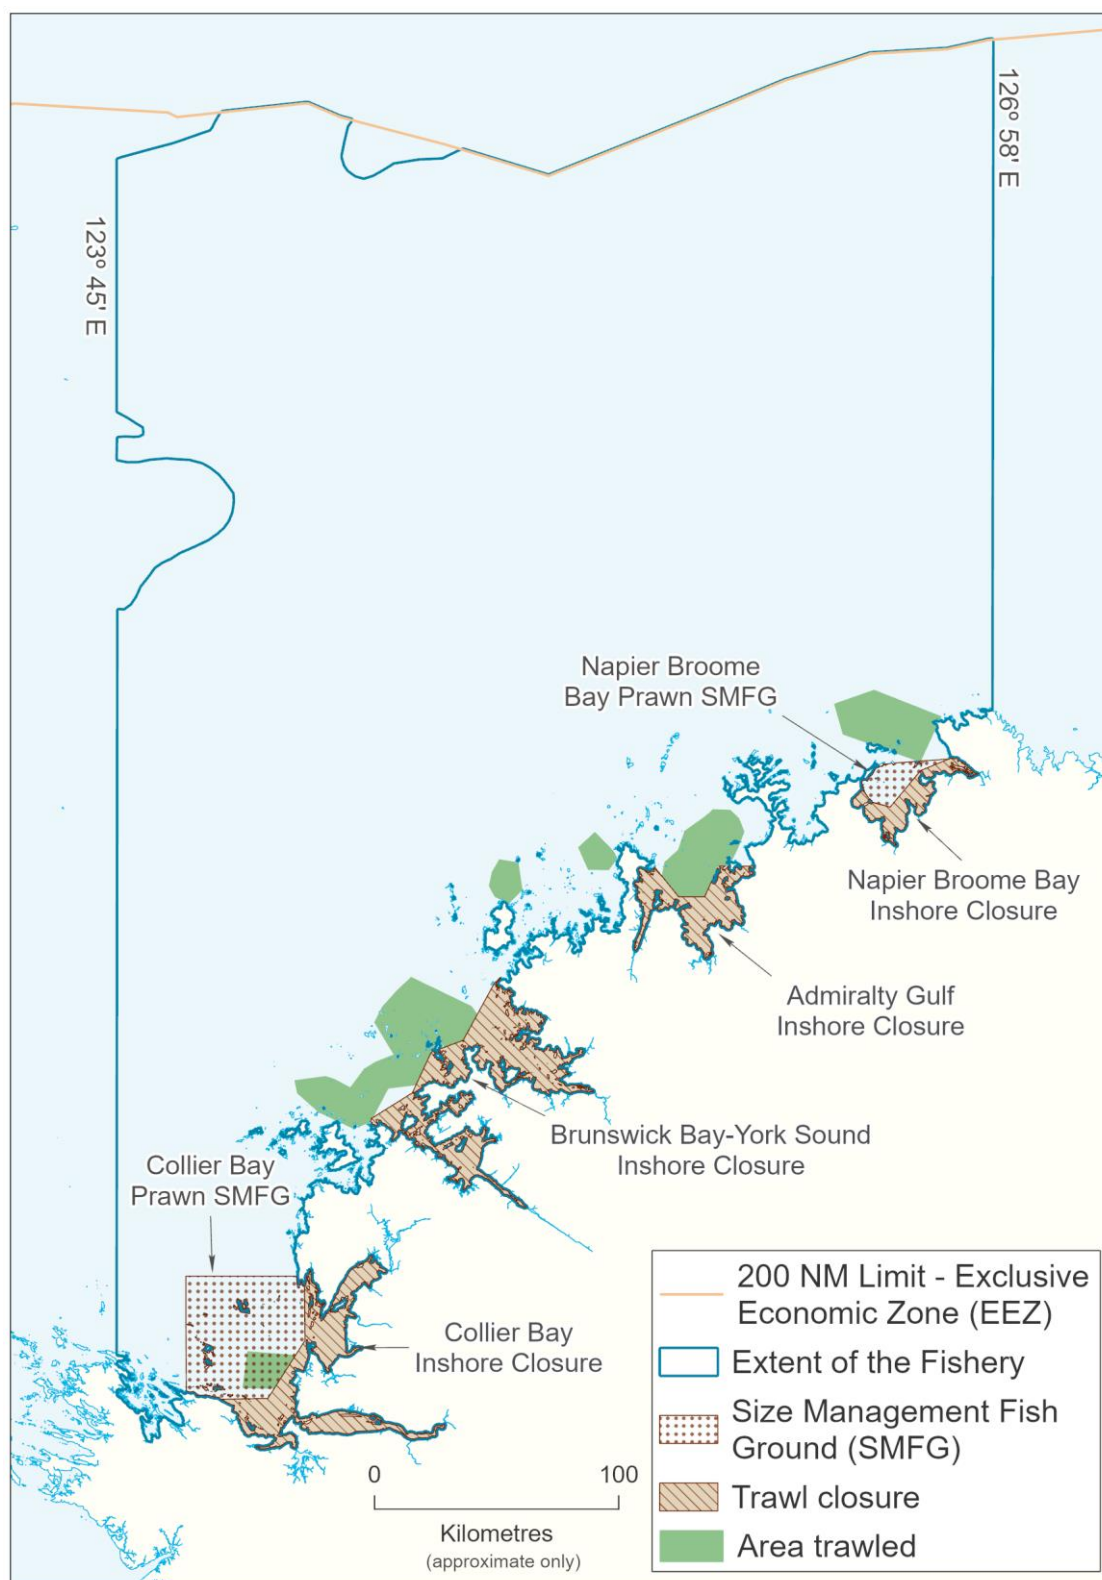 126º 58' E
123º 45' E
Napier Broome
Bay Prawn SMFG
Napier Broome Bay
Inshore Closure
Admiralty Gulf
Inshore Closure
Brunswick Bay-York Sound
Inshore Closure
Collier Bay
Prawn SMFG
Collier Bay
Inshore Closure
0 100
Kilometres
(approximate only)
200 NM Limit - Exclusive
Economic Zone (EEZ)
Extent of the Fishery
Size Management Fish
Ground (SMFG)
Trawl closure
Area trawled